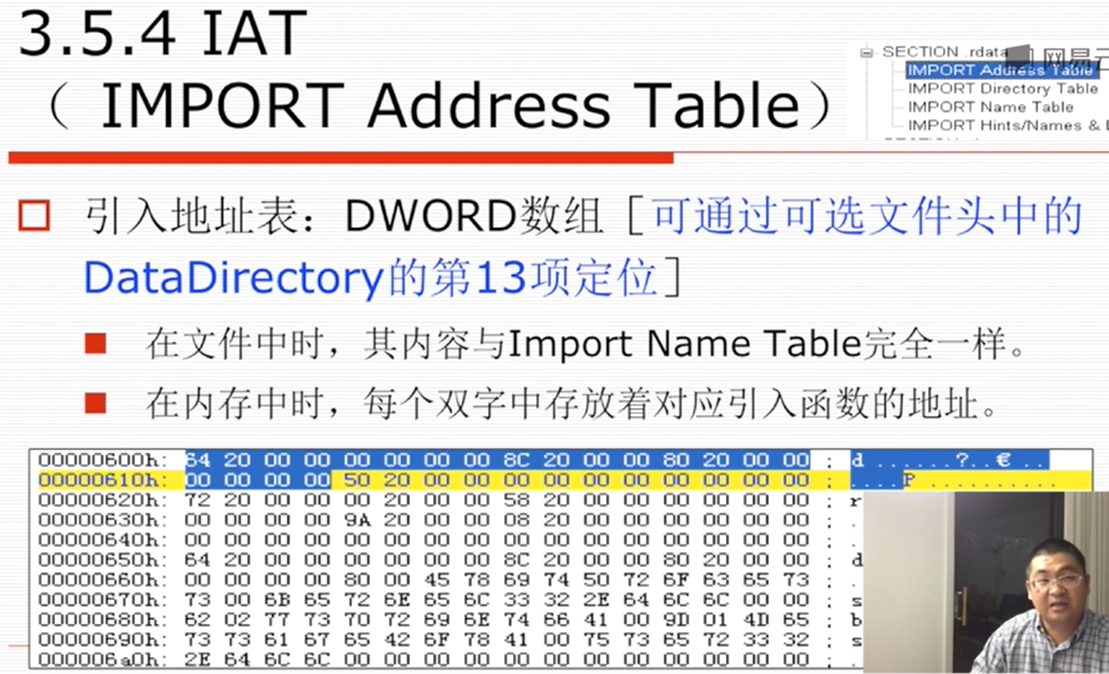 3.5.4 IAT
（ IMPORT Address Table）
SECTION .rdata
网易云
IMPORT Address Table
IMPORT Directory Table
IMPORT Name Table
IMPORT Hints/Names &
引入地址表：DWORD数组［可通过可选文件头中的
DataDirectory的第13项定位］
在文件中时，其内容与Import Name Table完全一样。
在内存中时，每个双字中存放着对应引入函数的地址。
00000600h: 64 20 00 00 00 00 00 00 8C 20 00 00 80 20 00 00 ; d ......?..€...
00000610h: 00 00 00 00 50 20 00 00 00 00 00 00 00 00 00 00 ; ....P ..........
00000620h: 72 20 00 00 00 20 00 00 58 20 00 00 00 00 00 00 ; r
00000630h: 00 00 00 00 9A 20 00 00 08 20 00 00 00 00 00 00 ; .
00000640h: 00 00 00 00 00 00 00 00 00 00 00 00 00 00 00 00 ; .
00000650h: 64 20 00 00 00 00 00 00 8C 20 00 00 80 20 00 00 ; d
00000660h: 00 00 00 00 80 00 45 78 69 74 50 72 6F 63 65 73 ; .
00000670h: 73 00 6B 65 72 6E 65 6C 33 32 2E 64 6C 6C 00 00 ; s
00000680h: 62 02 77 73 70 72 69 6E 74 66 41 00 9D 01 4D 65 ; b
00000690h: 73 73 61 67 65 42 6F 78 41 00 75 73 65 72 33 32 ; s
000006a0h: 2E 64 6C 6C 00 00 00 00 00 00 00 00 00 00 00 00 ; .